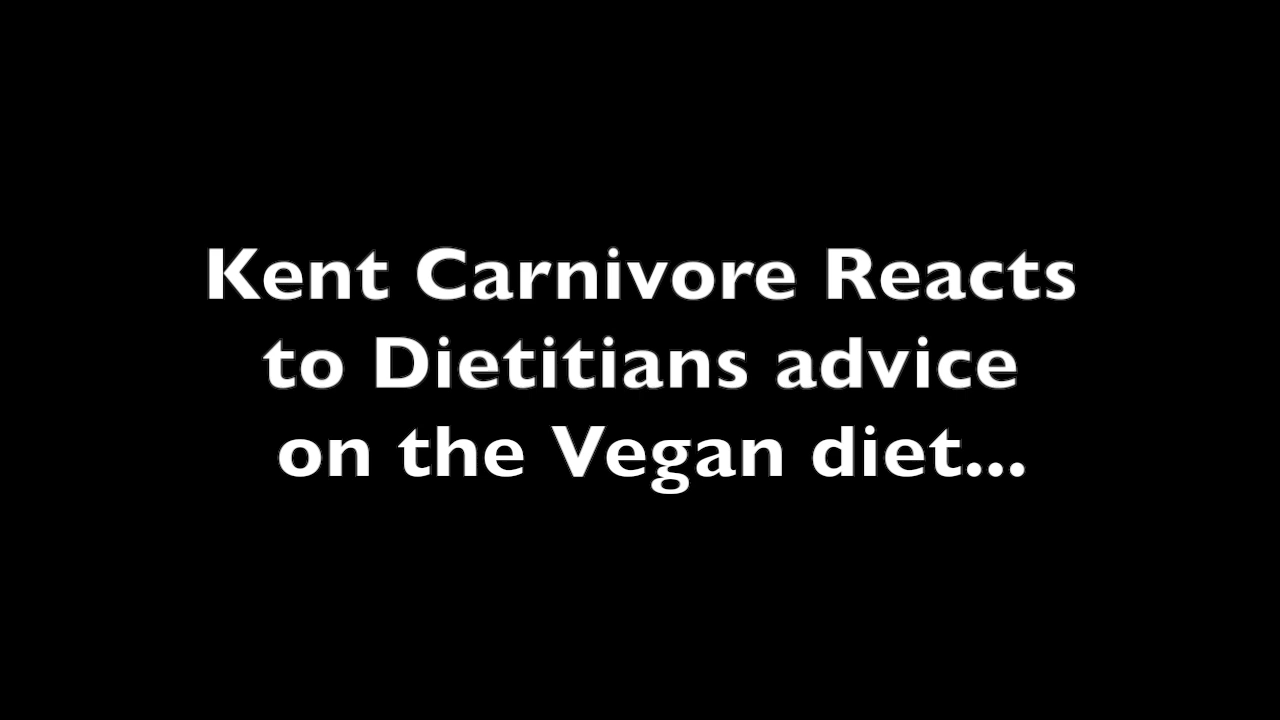 Kent Carnivore Reacts
to Dietitians advice
on the Vegan diet...